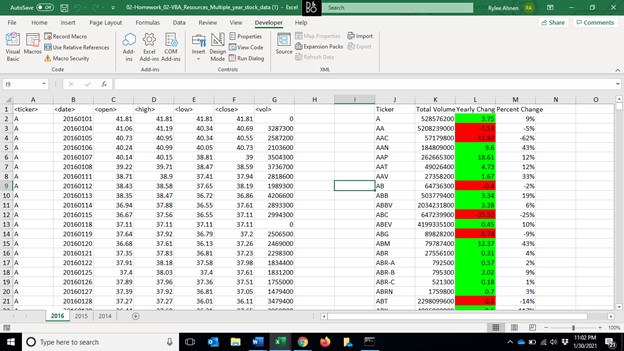 AutoSave Off 02-Homework_02-VBA_Resources_Multiple_year_stock_data (1) - Excel Search Rylee Ahnen RA
File Home Insert Page Layout Formulas Data Review View Developer Help Share Comments
Visual Basic Macros Record Macro Use Relative References Macro Security Add-ins Excel Add-ins COM Add-ins Insert Design Mode Properties View Code Run Dialog Source Map Properties Expansion Packs Refresh Data Import Export
Code Add-ins Controls XML
I9 fx
A B C D E F G H I J K L M N O
1 <ticker> <date> <open> <high> <low> <close> <vol> Ticker Total Volume Yearly Chang Percent Change
2 A 20160101 41.81 41.81 41.81 41.81 0 A 528576200 3.75 9%
3 A 20160104 41.06 41.19 40.34 40.69 3287300 AA 5208239000 -5%
4 A 20160105 40.73 40.95 40.34 40.55 2587200 AAC 57179800 -62%
5 A 20160106 40.24 40.99 40.05 40.73 2103600 AAN 184809000 9.6 43%
6 A 20160107 40.14 40.15 38.81 39 3504300 AAP 262665300 18.61 12%
7 A 20160108 39.22 39.71 38.47 38.59 3736700 AAT 49026400 4.73 12%
8 A 20160111 38.71 38.9 37.41 37.94 2818600 AAV 27358200 1.67 33%
9 A 20160112 38.43 38.58 37.65 38.19 1989300 AB 64736300 -2%
10 A 20160113 38.35 38.47 36.72 36.86 4206600 ABB 503779400 3.34 19%
11 A 20160114 36.94 37.88 36.55 37.61 2893300 ABBV 2034231800 3.38 6%
12 A 20160115 36.67 37.56 36.55 37.11 2994300 ABC 642239900 -25%
13 A 20160118 37.11 37.11 37.11 37.11 0 ABEV 4199335100 0.45 10%
14 A 20160119 37.64 37.92 36.79 37.2 2506500 ABG 89828200 -9%
15 A 20160120 36.68 37.61 36.13 37.26 2469000 ABM 79787400 12.37 43%
16 A 20160121 37.35 37.83 36.81 37.23 2298300 ABR 27556100 0.31 4%
17 A 20160122 37.91 38.18 37.58 37.98 1834800 ABR-A 792500 0.57 2%
18 A 20160125 37.4 38.03 37.4 37.61 1831200 ABR-B 795300 2.02 9%
19 A 20160126 37.89 37.96 37.36 37.51 1755000 ABR-C 521300 0.18 1%
20 A 20160127 37.39 37.92 36.81 37.05 1479400 ABRN 1759800 0.7 3%
21 A 20160128 37.27 37.27 36.01 36.11 3479400 ABT 2298099600 -14%
2016 2015 2014
100%
Type here to search 11:02 PM
1/30/2021